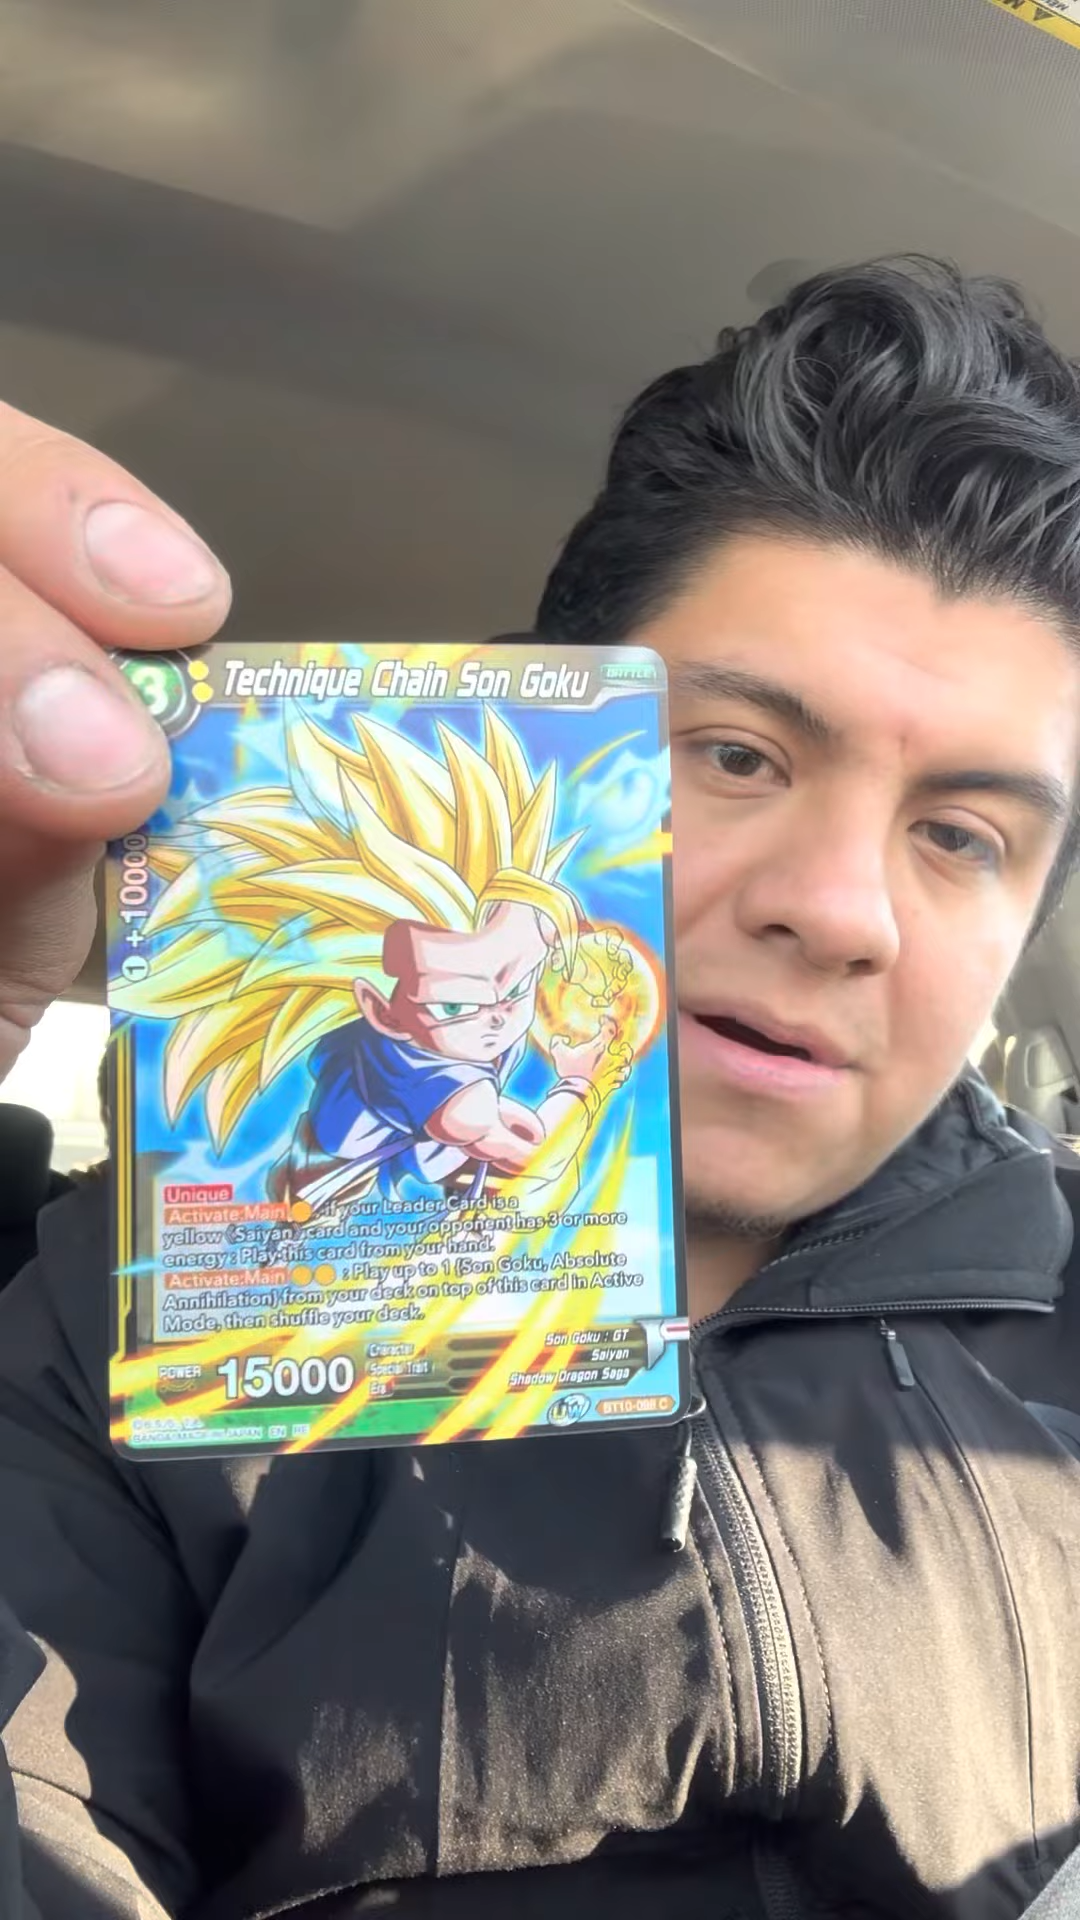 3 Technique Chain Son Goku BATTLE
1 +10000
Unique
Activate:Main , if your Leader Card is a
yellow 《Saiyan》 card and your opponent has 3 or more
energy : Play this card from your hand.
Activate:Main : Play up to 1 {Son Goku, Absolute
Annihilation} from your deck on top of this card in Active
Mode, then shuffle your deck.
POWER 15000
Character Son Goku : GT
Special Trait Saiyan
Era Shadow Dragon Saga
UW BT10-098 C
BANDAI MADE IN JAPAN EN RE